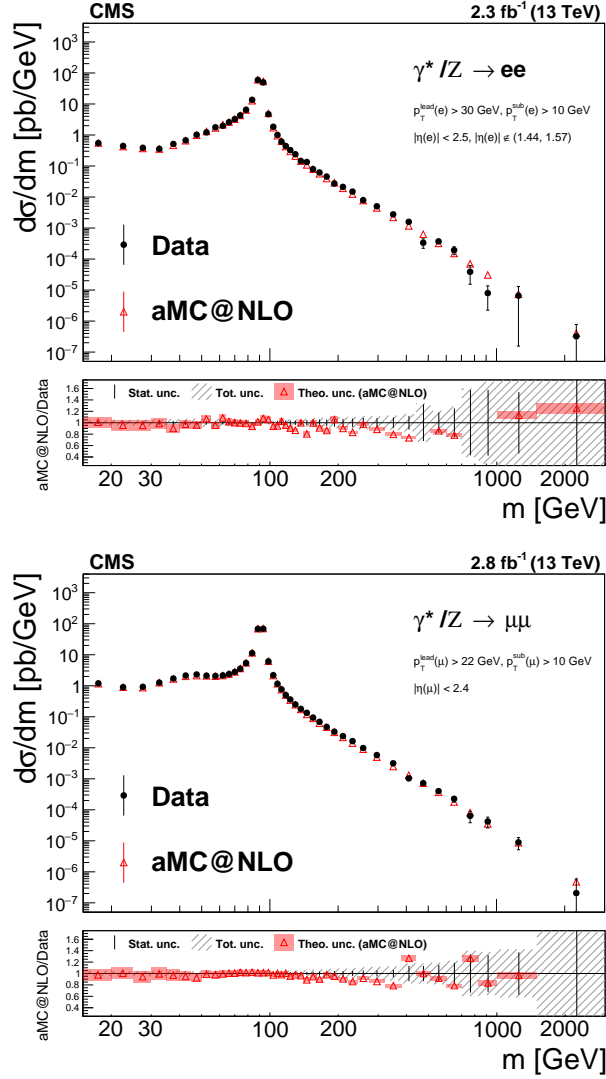 CMS 2.3 fb⁻¹ (13 TeV)
dσ/dm [pb/GeV]
10³
10²
10
1
10⁻¹
10⁻²
10⁻³
10⁻⁴
10⁻⁵
10⁻⁶
10⁻⁷
γ* /Z → ee
p_T^lead(e) > 30 GeV, p_T^sub(e) > 10 GeV
|η(e)| < 2.5, |η(e)| ∉ (1.44, 1.57)
Data
aMC@NLO
aMC@NLO/Data
1.6
1.4
1.2
1
0.8
0.6
0.4
Stat. unc. Tot. unc. Theo. unc. (aMC@NLO)
20 30 100 200 1000 2000
m [GeV]
CMS 2.8 fb⁻¹ (13 TeV)
dσ/dm [pb/GeV]
10³
10²
10
1
10⁻¹
10⁻²
10⁻³
10⁻⁴
10⁻⁵
10⁻⁶
10⁻⁷
γ* /Z → μμ
p_T^lead(μ) > 22 GeV, p_T^sub(μ) > 10 GeV
|η(μ)| < 2.4
Data
aMC@NLO
aMC@NLO/Data
1.6
1.4
1.2
1
0.8
0.6
0.4
Stat. unc. Tot. unc. Theo. unc. (aMC@NLO)
20 30 100 200 1000 2000
m [GeV]